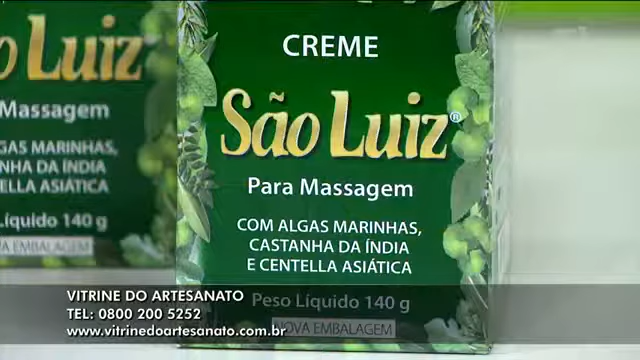 CREME
São Luiz®
Para Massagem
COM ALGAS MARINHAS,
CASTANHA DA ÍNDIA
E CENTELLA ASIÁTICA
Peso Líquido 140 g
NOVA EMBALAGEM
o Luiz
Massagem
ALGAS MARINHAS,
NHA DA ÍNDIA
ELLA ASIÁTICA
Líquido 140 g
VA EMBALAGEM
VITRINE DO ARTESANATO
TEL: 0800 200 5252
www.vitrinedoartesanato.com.br